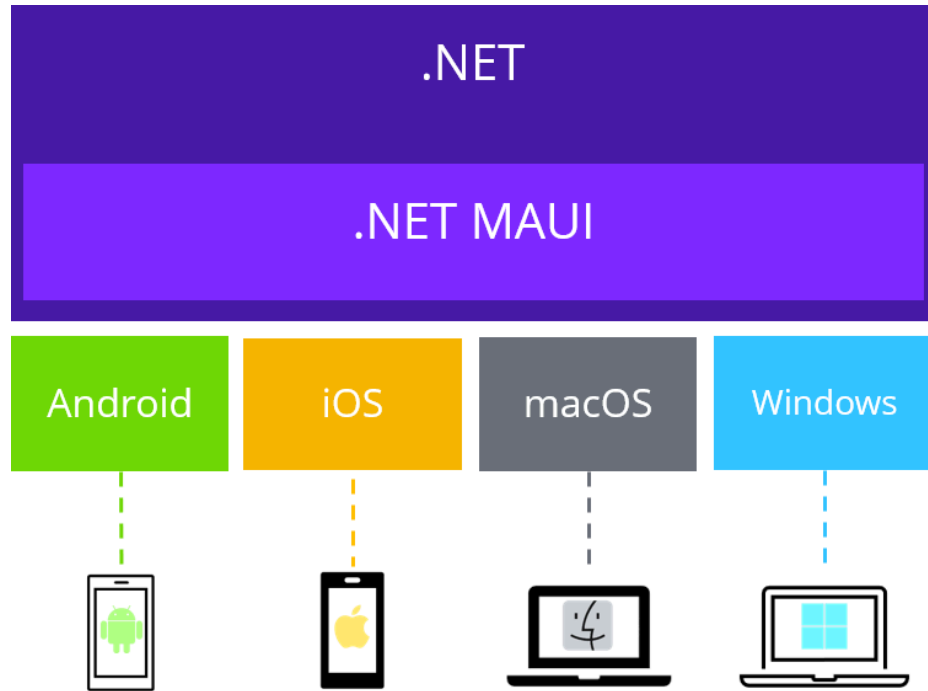 .NET
.NET MAUI
Android
iOS
macOS
Windows